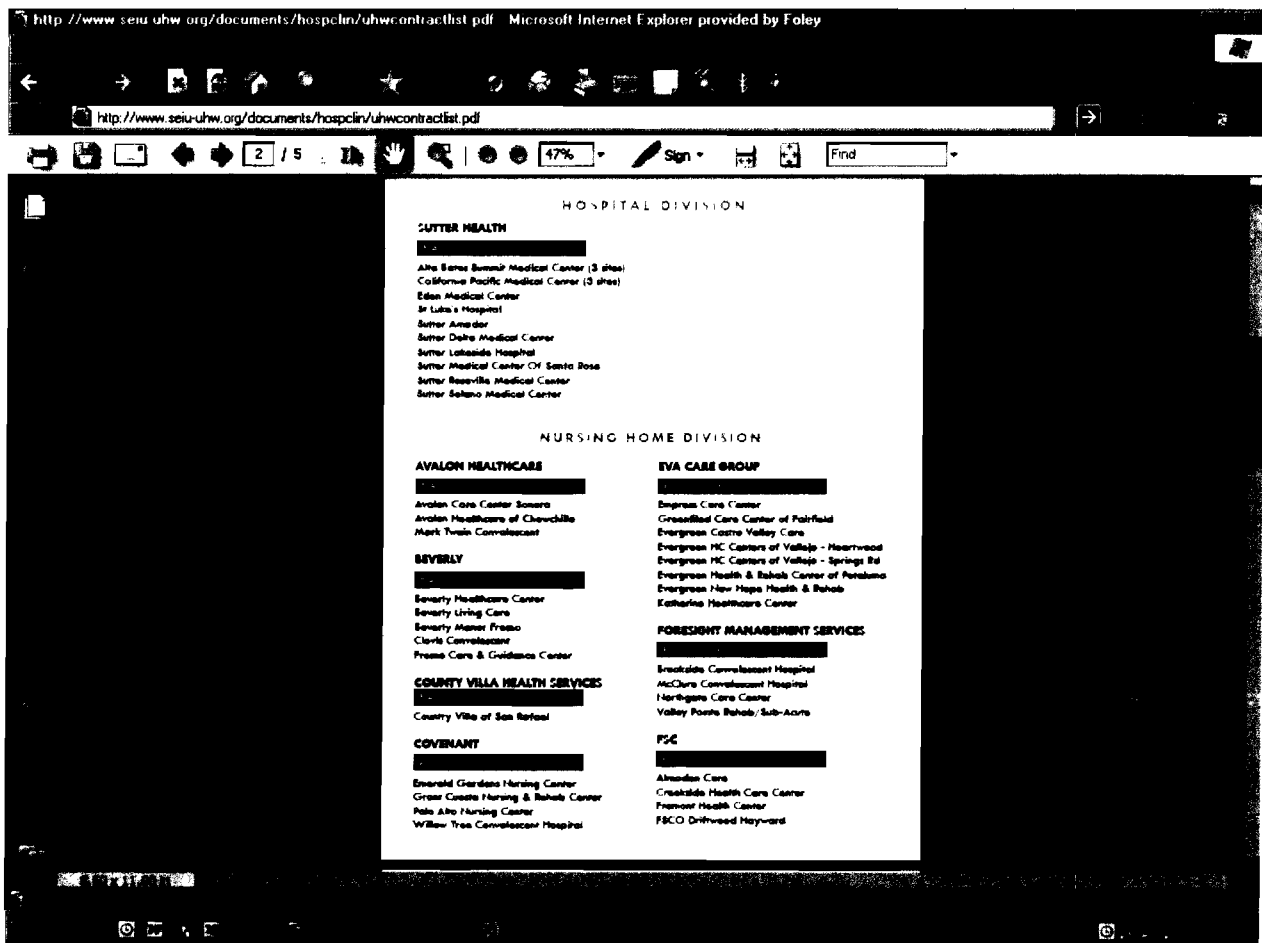 http //www seiu uhw org/documents/hospclin/uhwcontractlist pdf Microsoft Internet Explorer provided by Foley
http://www.seiu-uhw.org/documents/hospclin/uhwcontractlist.pdf
2 / 5
47%
Sign
Find
HOSPITAL DIVISION
SUTTER HEALTH
Alta Bates Summit Medical Center (3 sites)
California Pacific Medical Center (3 sites)
Eden Medical Center
St Luke's Hospital
Sutter Amador
Sutter Delta Medical Center
Sutter Lakeside Hospital
Sutter Medical Center Of Santa Rosa
Sutter Roseville Medical Center
Sutter Solano Medical Center
NURSING HOME DIVISION
AVALON HEALTHCARE
Avalon Care Center Sonora
Avalon Healthcare of Chowchilla
Mark Twain Convalescent
BEVERLY
Beverly Healthcare Center
Beverly Living Care
Beverly Manor Fresno
Clovis Convalescent
Fresno Care & Guidance Center
COUNTY VILLA HEALTH SERVICES
Country Villa of San Rafael
COVENANT
Emerald Gardens Nursing Center
Grant Cuesta Nursing & Rehab Center
Palo Alto Nursing Center
Willow Tree Convalescent Hospital
EVA CARE GROUP
Empress Care Center
Greenfiled Care Center of Fairfield
Evergreen Castro Valley Care
Evergreen HC Centers of Vallejo - Heartwood
Evergreen HC Centers of Vallejo - Springs Rd
Evergreen Health & Rehab Center of Petaluma
Evergreen New Hope Health & Rehab
Katherine Healthcare Center
FORESIGHT MANAGEMENT SERVICES
Brookside Convalescent Hospital
McClure Convalescent Hospital
Northgate Care Center
Valley Pointe Rehab/Sub-Acute
FSC
Almaden Care
Creekside Health Care Center
Fremont Health Center
FSCO Driftwood Hayward